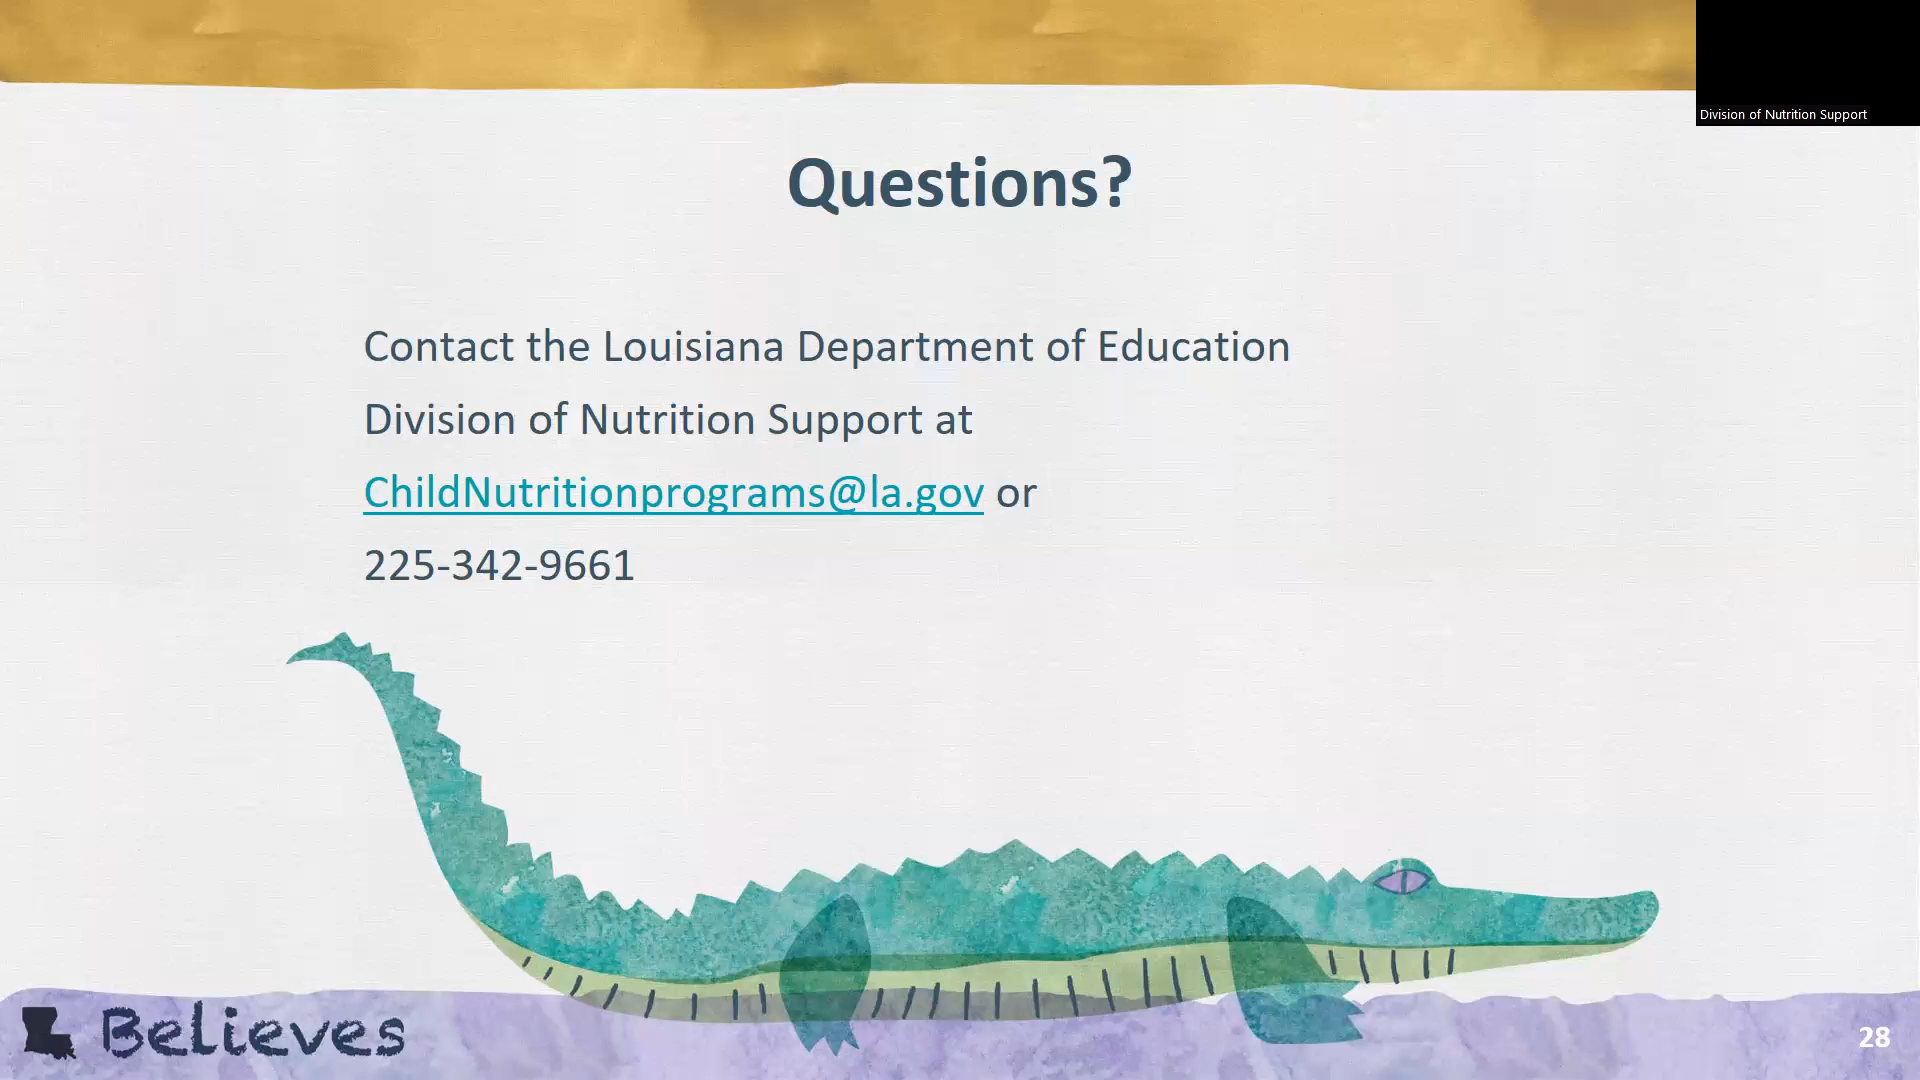 Division of Nutrition Support
Questions?
Contact the Louisiana Department of Education
Division of Nutrition Support at
ChildNutritionprograms@la.gov or
225-342-9661
Believes
28